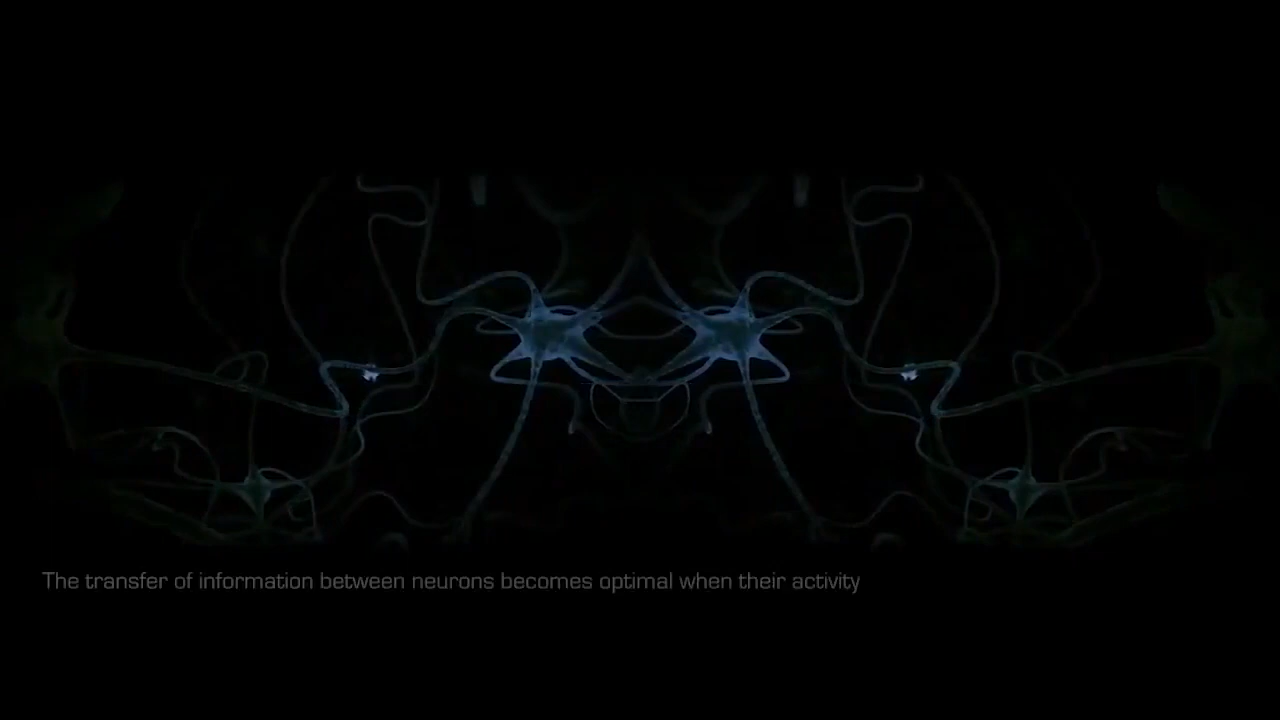 The transfer of information between neurons becomes optimal when their activity